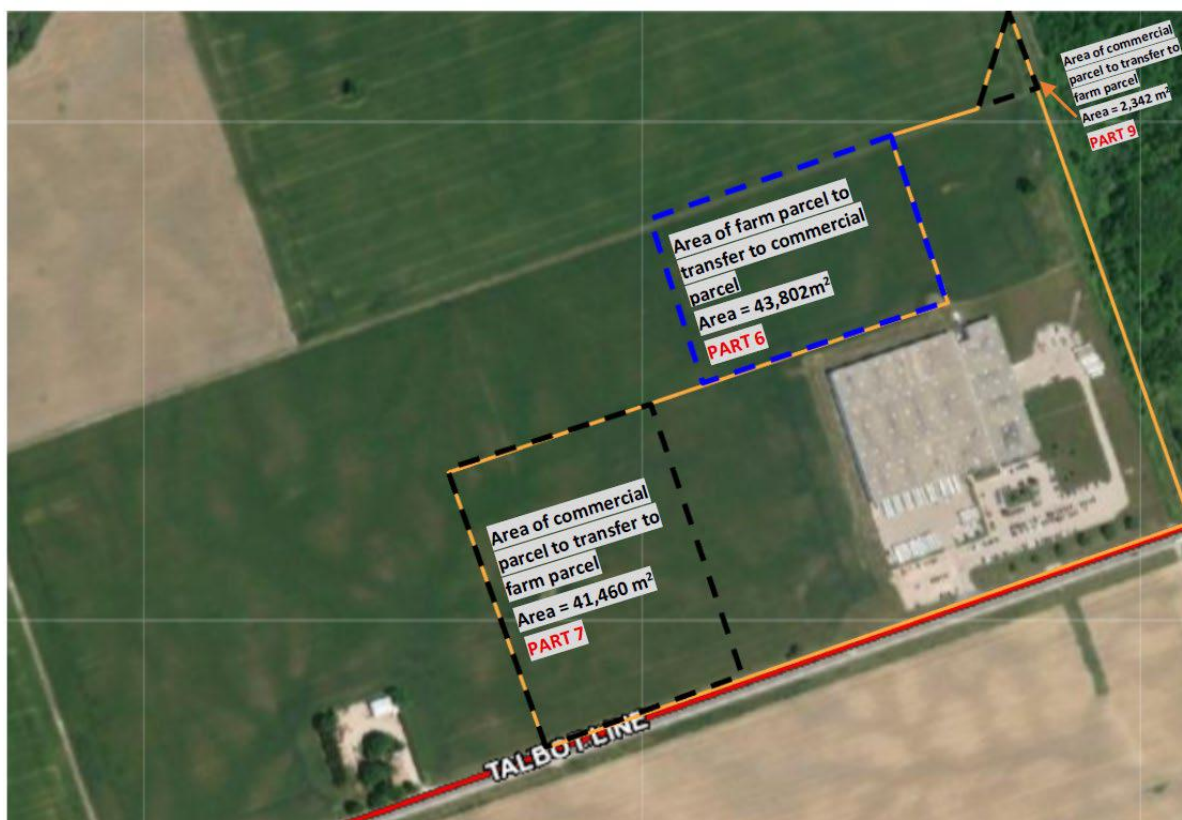 Area of commercial
parcel to transfer to
farm parcel
Area = 2,342 m²
PART 9
Area of farm parcel to
transfer to commercial
parcel
Area = 43,802m²
PART 6
Area of commercial
parcel to transfer to
farm parcel
Area = 41,460 m²
PART 7
TALBOT LINE